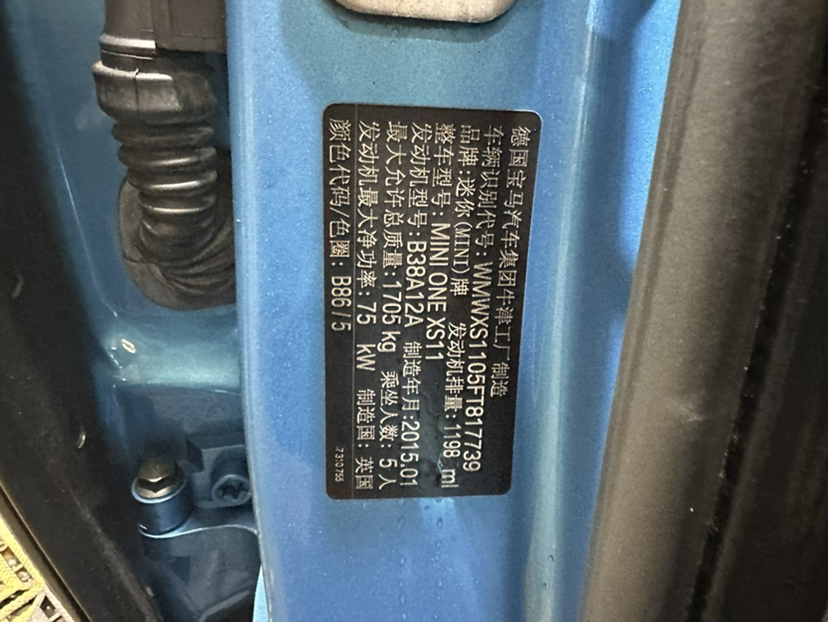 德国宝马汽车集团牛津工厂 制造
车辆识别代号:WMWXS1105FT817739
品牌:迷你(MINI)牌 发动机排量:1198 ml
整车型号:MINI ONE XS11
发动机型号:B38A12A 制造年月:2015.01
最大允许总质量:1705 kg 乘坐人数:5人
发动机最大净功率:75 kW 制造国:英国
颜色代码/色圈:B86/5
7310755